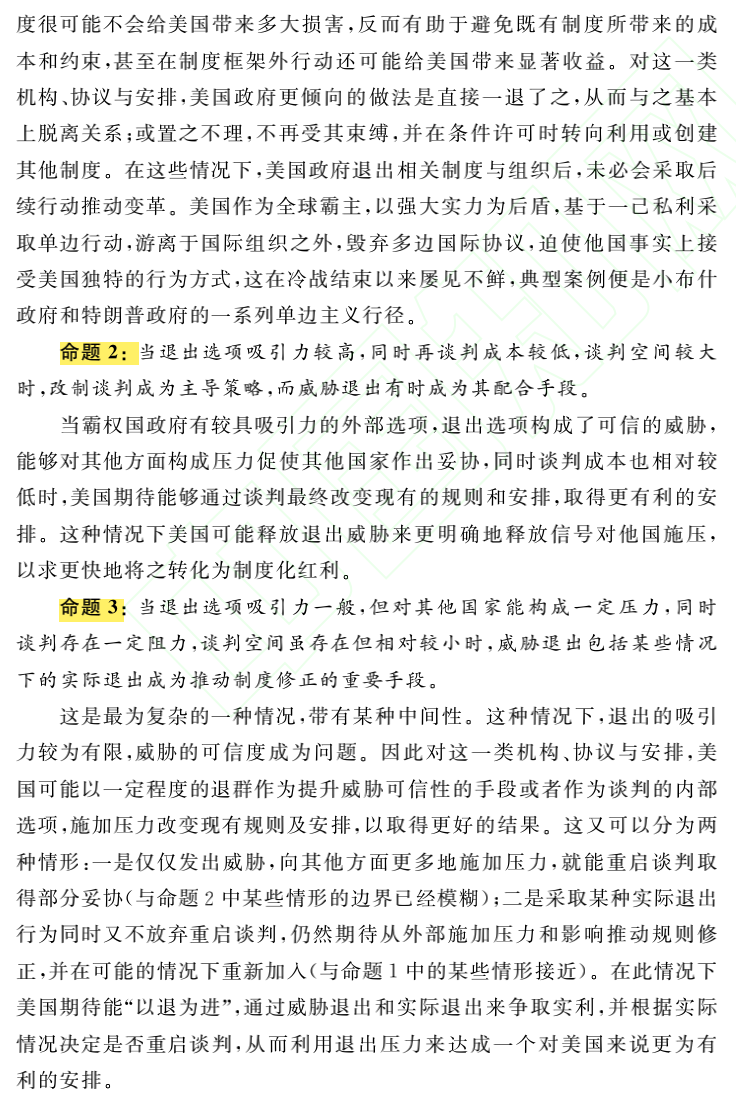 度很可能不会给美国带来多大损害,反而有助于避免既有制度所带来的成
本和约束,甚至在制度框架外行动还可能给美国带来显著收益。对这一类
机构、协议与安排,美国政府更倾向的做法是直接一退了之,从而与之基本
上脱离关系;或置之不理,不再受其束缚,并在条件许可时转向利用或创建
其他制度。在这些情况下,美国政府退出相关制度与组织后,未必会采取后
续行动推动变革。美国作为全球霸主,以强大实力为后盾,基于一己私利采
取单边行动,游离于国际组织之外,毁弃多边国际协议,迫使他国事实上接
受美国独特的行为方式,这在冷战结束以来屡见不鲜,典型案例便是小布什
政府和特朗普政府的一系列单边主义行径。
命题 2:当退出选项吸引力较高,同时再谈判成本较低,谈判空间较大
时,改制谈判成为主导策略,而威胁退出有时成为其配合手段。
当霸权国政府有较具吸引力的外部选项,退出选项构成了可信的威胁,
能够对其他方面构成压力促使其他国家作出妥协,同时谈判成本也相对较
低时,美国期待能够通过谈判最终改变现有的规则和安排,取得更有利的安
排。这种情况下美国可能释放退出威胁来更明确地释放信号对他国施压,
以求更快地将之转化为制度化红利。
命题 3:当退出选项吸引力一般,但对其他国家能构成一定压力,同时
谈判存在一定阻力,谈判空间虽存在但相对较小时,威胁退出包括某些情况
下的实际退出成为推动制度修正的重要手段。
这是最为复杂的一种情况,带有某种中间性。这种情况下,退出的吸引
力较为有限,威胁的可信度成为问题。因此对这一类机构、协议与安排,美
国可能以一定程度的退群作为提升威胁可信性的手段或者作为谈判的内部
选项,施加压力改变现有规则及安排,以取得更好的结果。这又可以分为两
种情形:一是仅仅发出威胁,向其他方面更多地施加压力,就能重启谈判取
得部分妥协(与命题 2 中某些情形的边界已经模糊);二是采取某种实际退出
行为同时又不放弃重启谈判,仍然期待从外部施加压力和影响推动规则修
正,并在可能的情况下重新加入(与命题 1 中的某些情形接近)。在此情况下
美国期待能“以退为进”,通过威胁退出和实际退出来争取实利,并根据实际
情况决定是否重启谈判,从而利用退出压力来达成一个对美国来说更为有
利的安排。